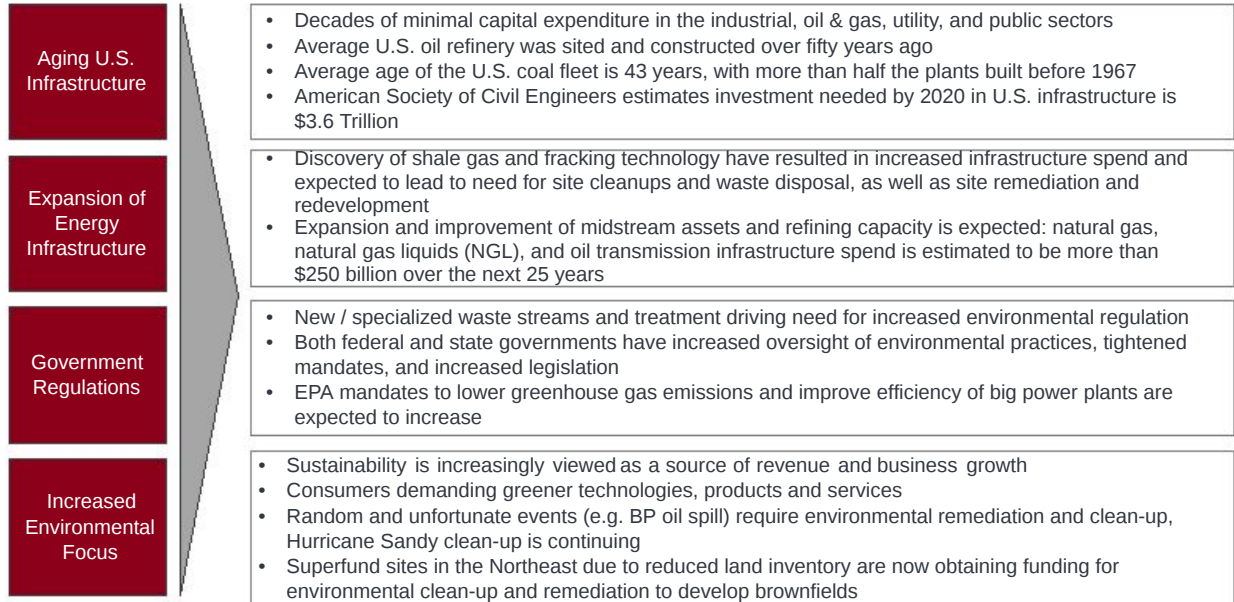 Aging U.S.
Infrastructure
• Decades of minimal capital expenditure in the industrial, oil & gas, utility, and public sectors
• Average U.S. oil refinery was sited and constructed over fifty years ago
• Average age of the U.S. coal fleet is 43 years, with more than half the plants built before 1967
• American Society of Civil Engineers estimates investment needed by 2020 in U.S. infrastructure is
$3.6 Trillion
Expansion of
Energy
Infrastructure
• Discovery of shale gas and fracking technology have resulted in increased infrastructure spend and
expected to lead to need for site cleanups and waste disposal, as well as site remediation and
redevelopment
• Expansion and improvement of midstream assets and refining capacity is expected: natural gas,
natural gas liquids (NGL), and oil transmission infrastructure spend is estimated to be more than
$250 billion over the next 25 years
Government
Regulations
• New / specialized waste streams and treatment driving need for increased environmental regulation
• Both federal and state governments have increased oversight of environmental practices, tightened
mandates, and increased legislation
• EPA mandates to lower greenhouse gas emissions and improve efficiency of big power plants are
expected to increase
Increased
Environmental
Focus
• Sustainability is increasingly viewed as a source of revenue and business growth
• Consumers demanding greener technologies, products and services
• Random and unfortunate events (e.g. BP oil spill) require environmental remediation and clean-up,
Hurricane Sandy clean-up is continuing
• Superfund sites in the Northeast due to reduced land inventory are now obtaining funding for
environmental clean-up and remediation to develop brownfields